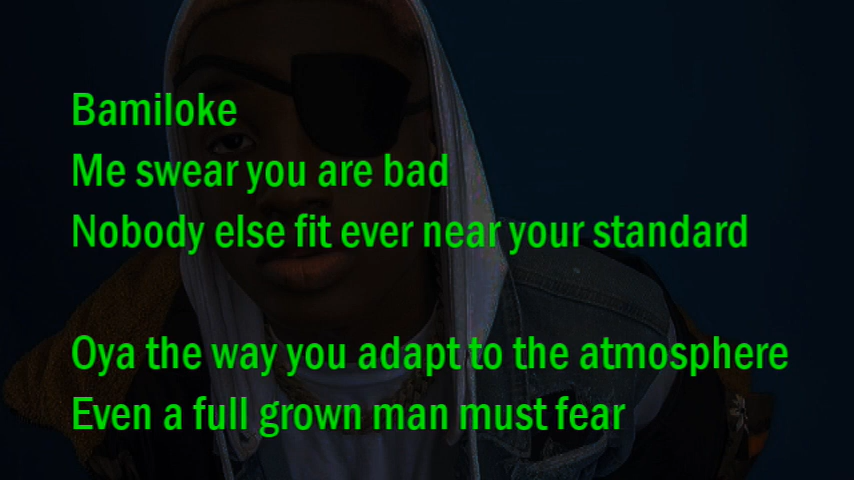 Bamiloke
Me swear you are bad
Nobody else fit ever near your standard
Oya the way you adapt to the atmosphere
Even a full grown man must fear